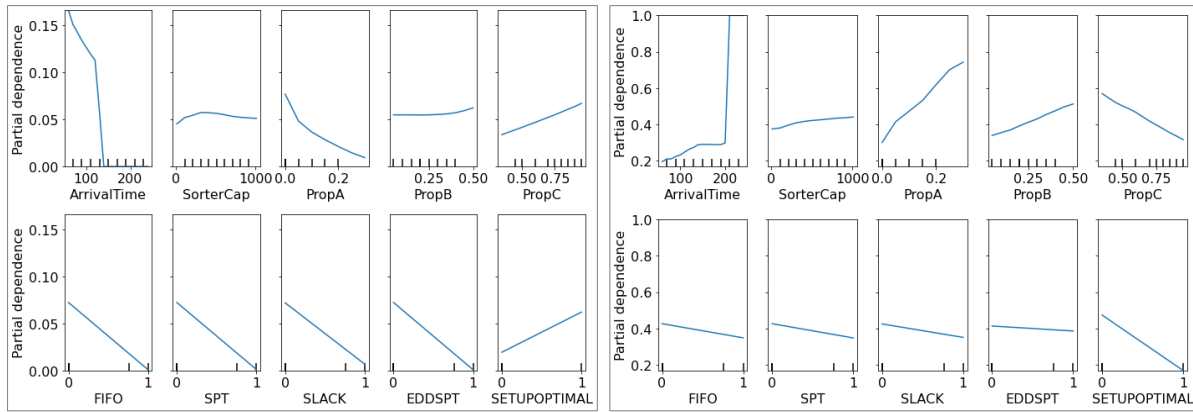 Partial dependence
0.15
0.10
0.05
0.00
100 200
ArrivalTime
0 1000
SorterCap
0.0 0.2
PropA
0.00 0.25 0.50
PropB
0.50 0.75
PropC
Partial dependence
0.15
0.10
0.05
0.00
0 1
FIFO
0 1
SPT
0 1
SLACK
0 1
EDDSPT
0 1
SETUPOPTIMAL
Partial dependence
1.0
0.8
0.6
0.4
0.2
100 200
ArrivalTime
0 1000
SorterCap
0.0 0.2
PropA
0.00 0.25 0.50
PropB
0.50 0.75
PropC
Partial dependence
1.0
0.8
0.6
0.4
0.2
0 1
FIFO
0 1
SPT
0 1
SLACK
0 1
EDDSPT
0 1
SETUPOPTIMAL